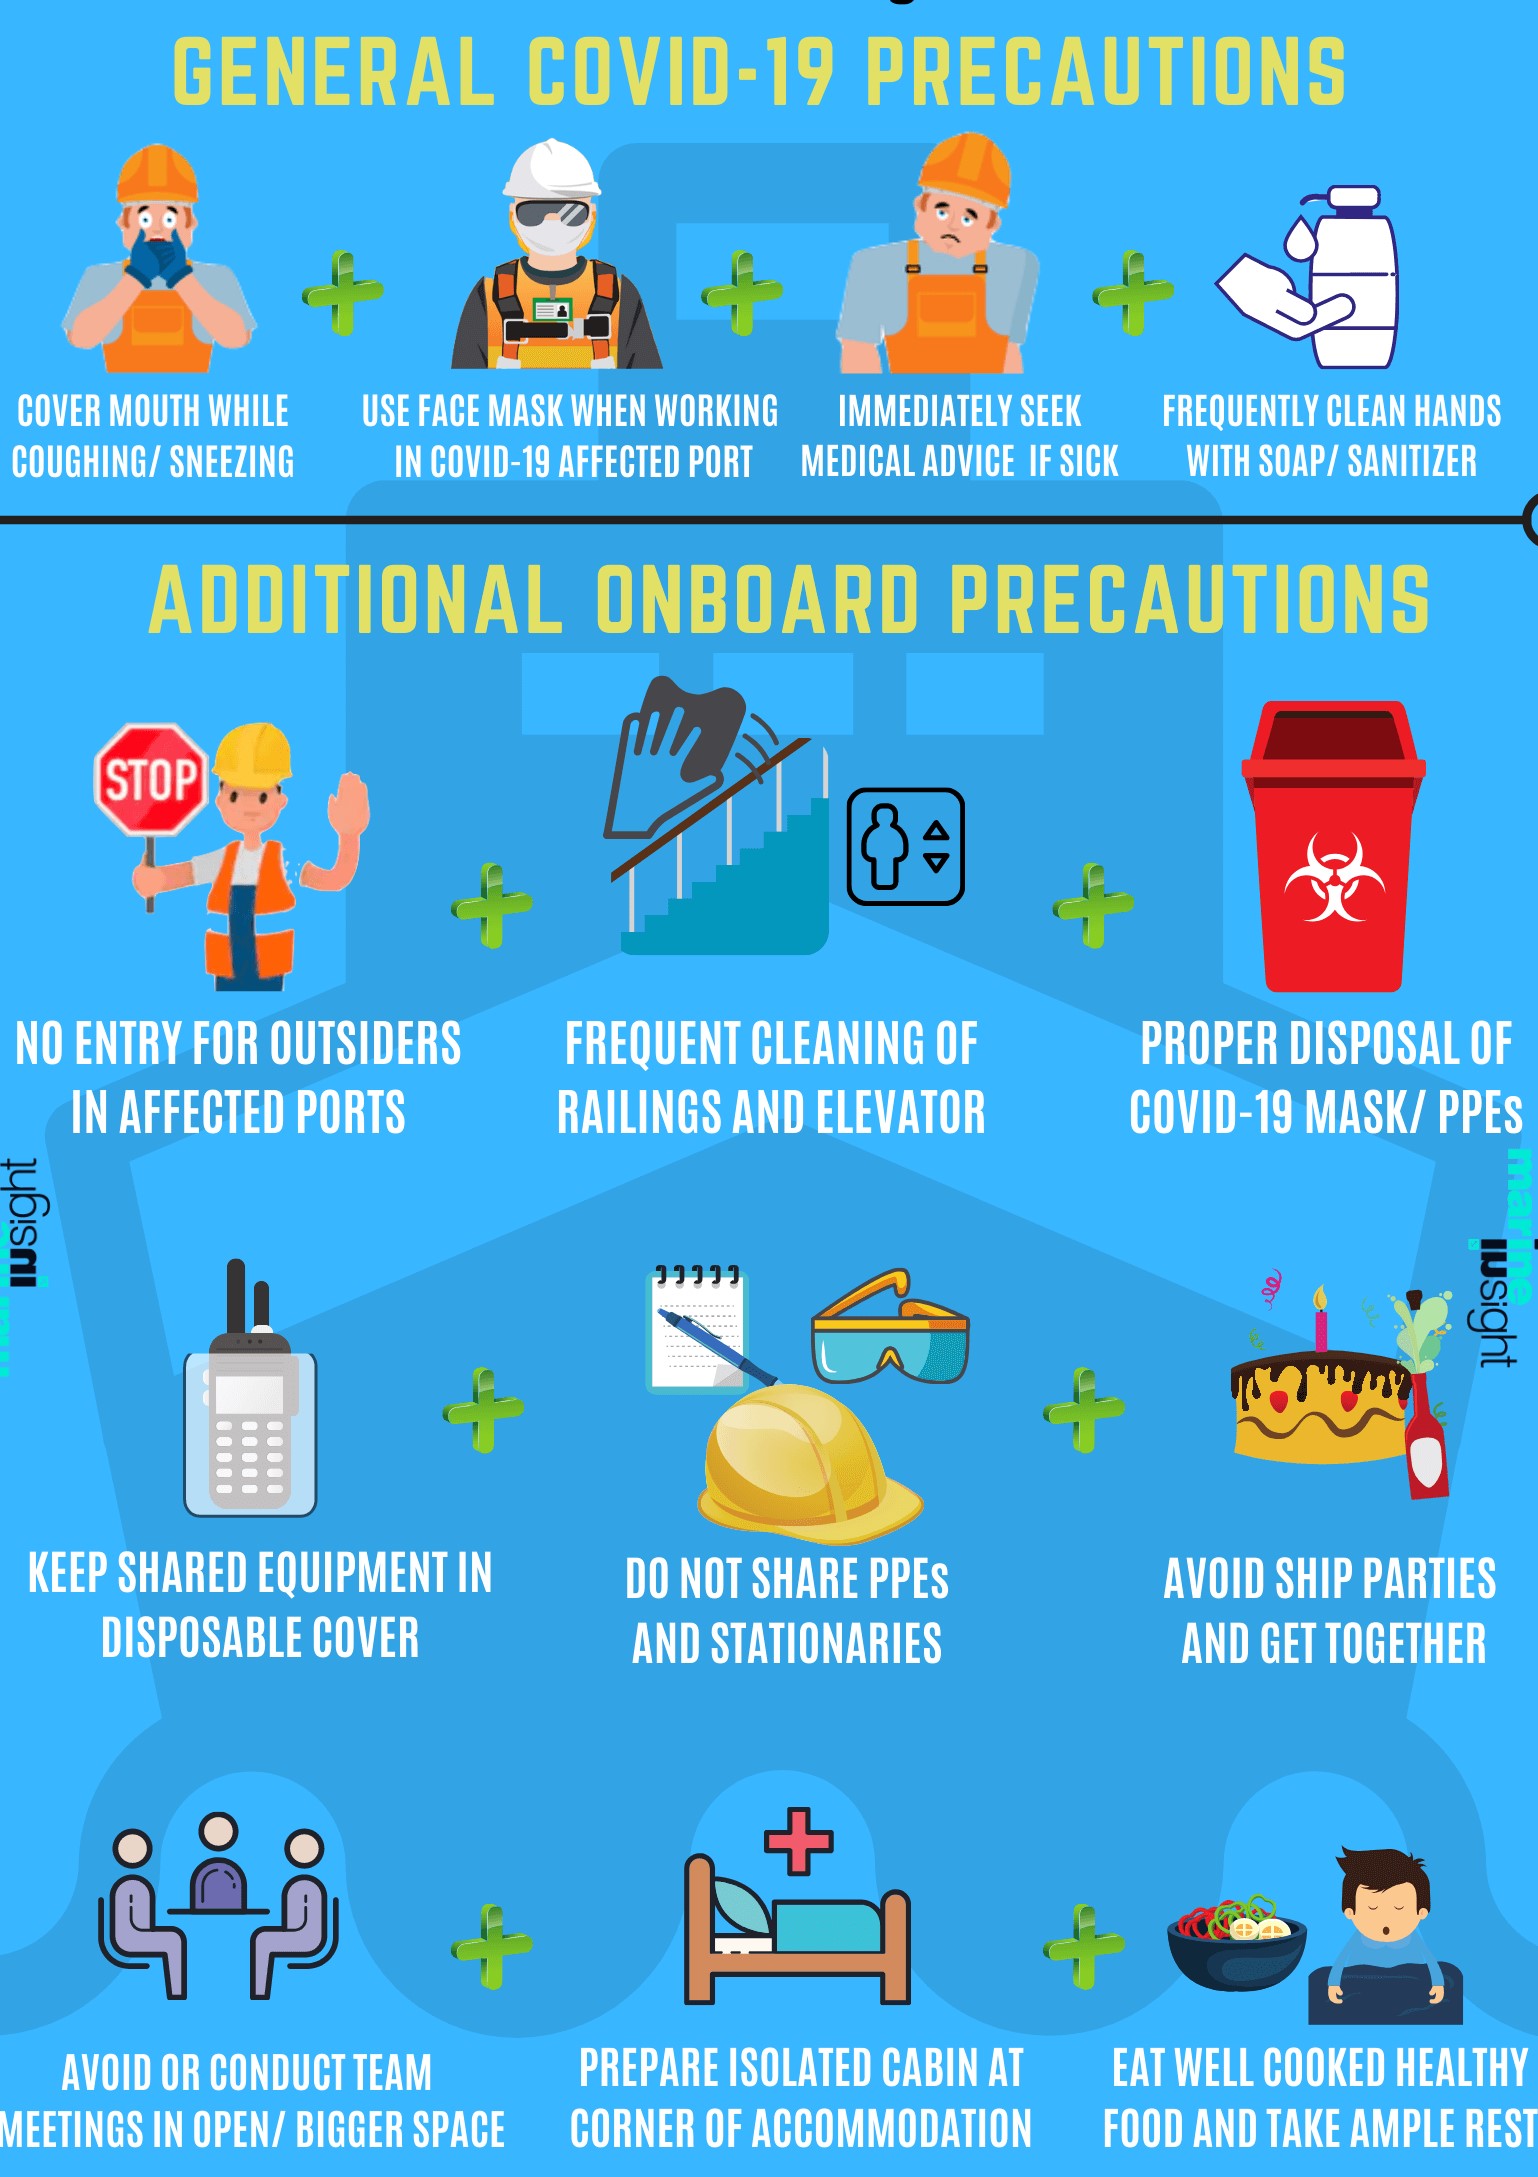 GENERAL COVID-19 PRECAUTIONS
COVER MOUTH WHILE
COUGHING/ SNEEZING
USE FACE MASK WHEN WORKING
IN COVID-19 AFFECTED PORT
IMMEDIATELY SEEK
MEDICAL ADVICE IF SICK
FREQUENTLY CLEAN HANDS
WITH SOAP/ SANITIZER
ADDITIONAL ONBOARD PRECAUTIONS
STOP
NO ENTRY FOR OUTSIDERS
IN AFFECTED PORTS
FREQUENT CLEANING OF
RAILINGS AND ELEVATOR
PROPER DISPOSAL OF
COVID-19 MASK/ PPEs
insight
marine
insight
KEEP SHARED EQUIPMENT IN
DISPOSABLE COVER
DO NOT SHARE PPEs
AND STATIONARIES
AVOID SHIP PARTIES
AND GET TOGETHER
AVOID OR CONDUCT TEAM
MEETINGS IN OPEN/ BIGGER SPACE
PREPARE ISOLATED CABIN AT
CORNER OF ACCOMMODATION
EAT WELL COOKED HEALTHY
FOOD AND TAKE AMPLE REST